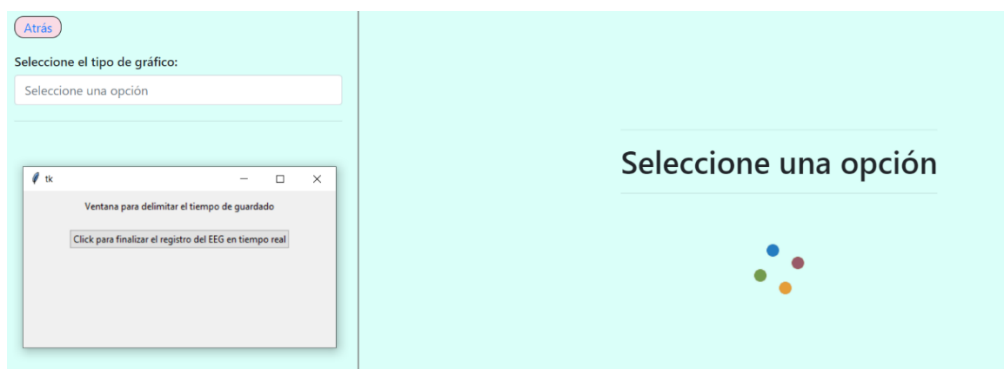 Atrás
Seleccione el tipo de gráfico:
Seleccione una opción
tk
Ventana para delimitar el tiempo de guardado
Click para finalizar el registro del EEG en tiempo real
Seleccione una opción